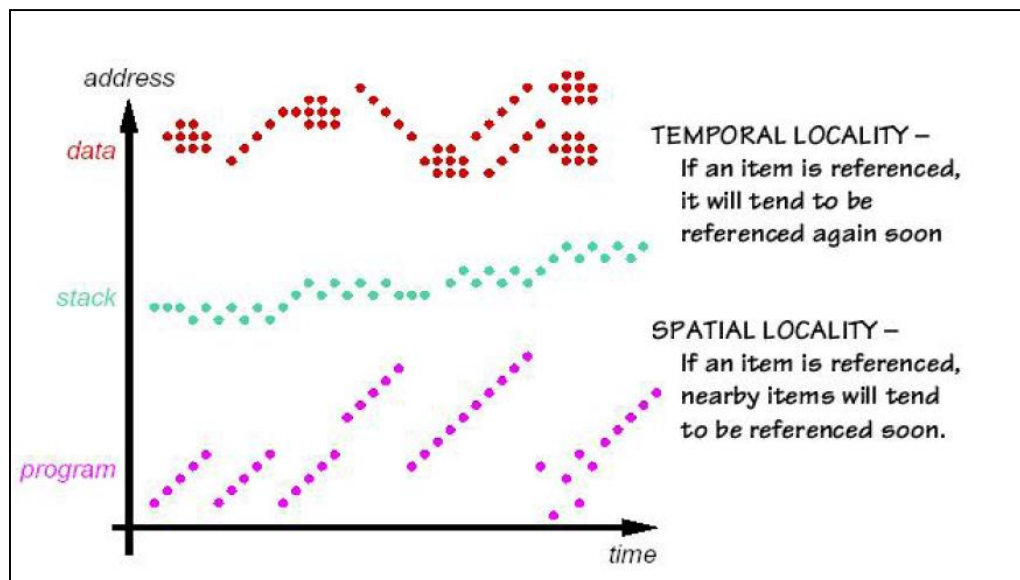 address
data
stack
program
time
TEMPORAL LOCALITY –
If an item is referenced,
it will tend to be
referenced again soon
SPATIAL LOCALITY –
If an item is referenced,
nearby items will tend
to be referenced soon.